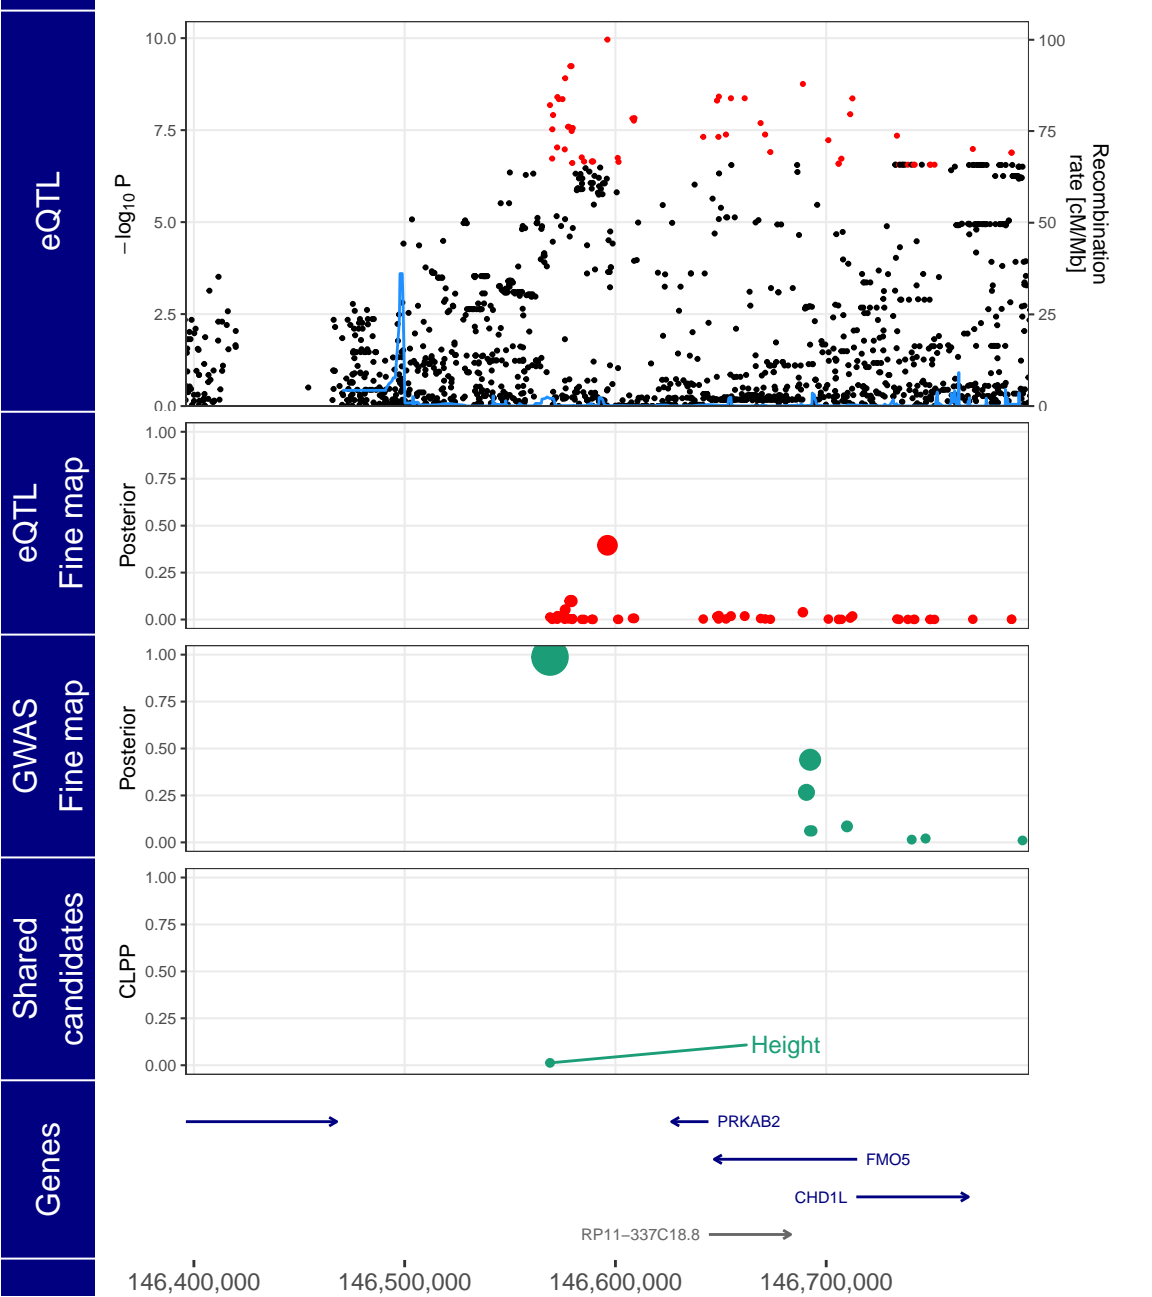 eQTL
−log10 P
10.0
7.5
5.0
2.5
0.0
100
75
50
25
0
Recombination
rate [cM/Mb]
eQTL
Fine map
Posterior
1.00
0.75
0.50
0.25
0.00
GWAS
Fine map
Posterior
1.00
0.75
0.50
0.25
0.00
Shared
candidates
CLPP
1.00
0.75
0.50
0.25
0.00
Height
Genes
PRKAB2
FMO5
CHD1L
RP11−337C18.8
146,400,000 146,500,000 146,600,000 146,700,000